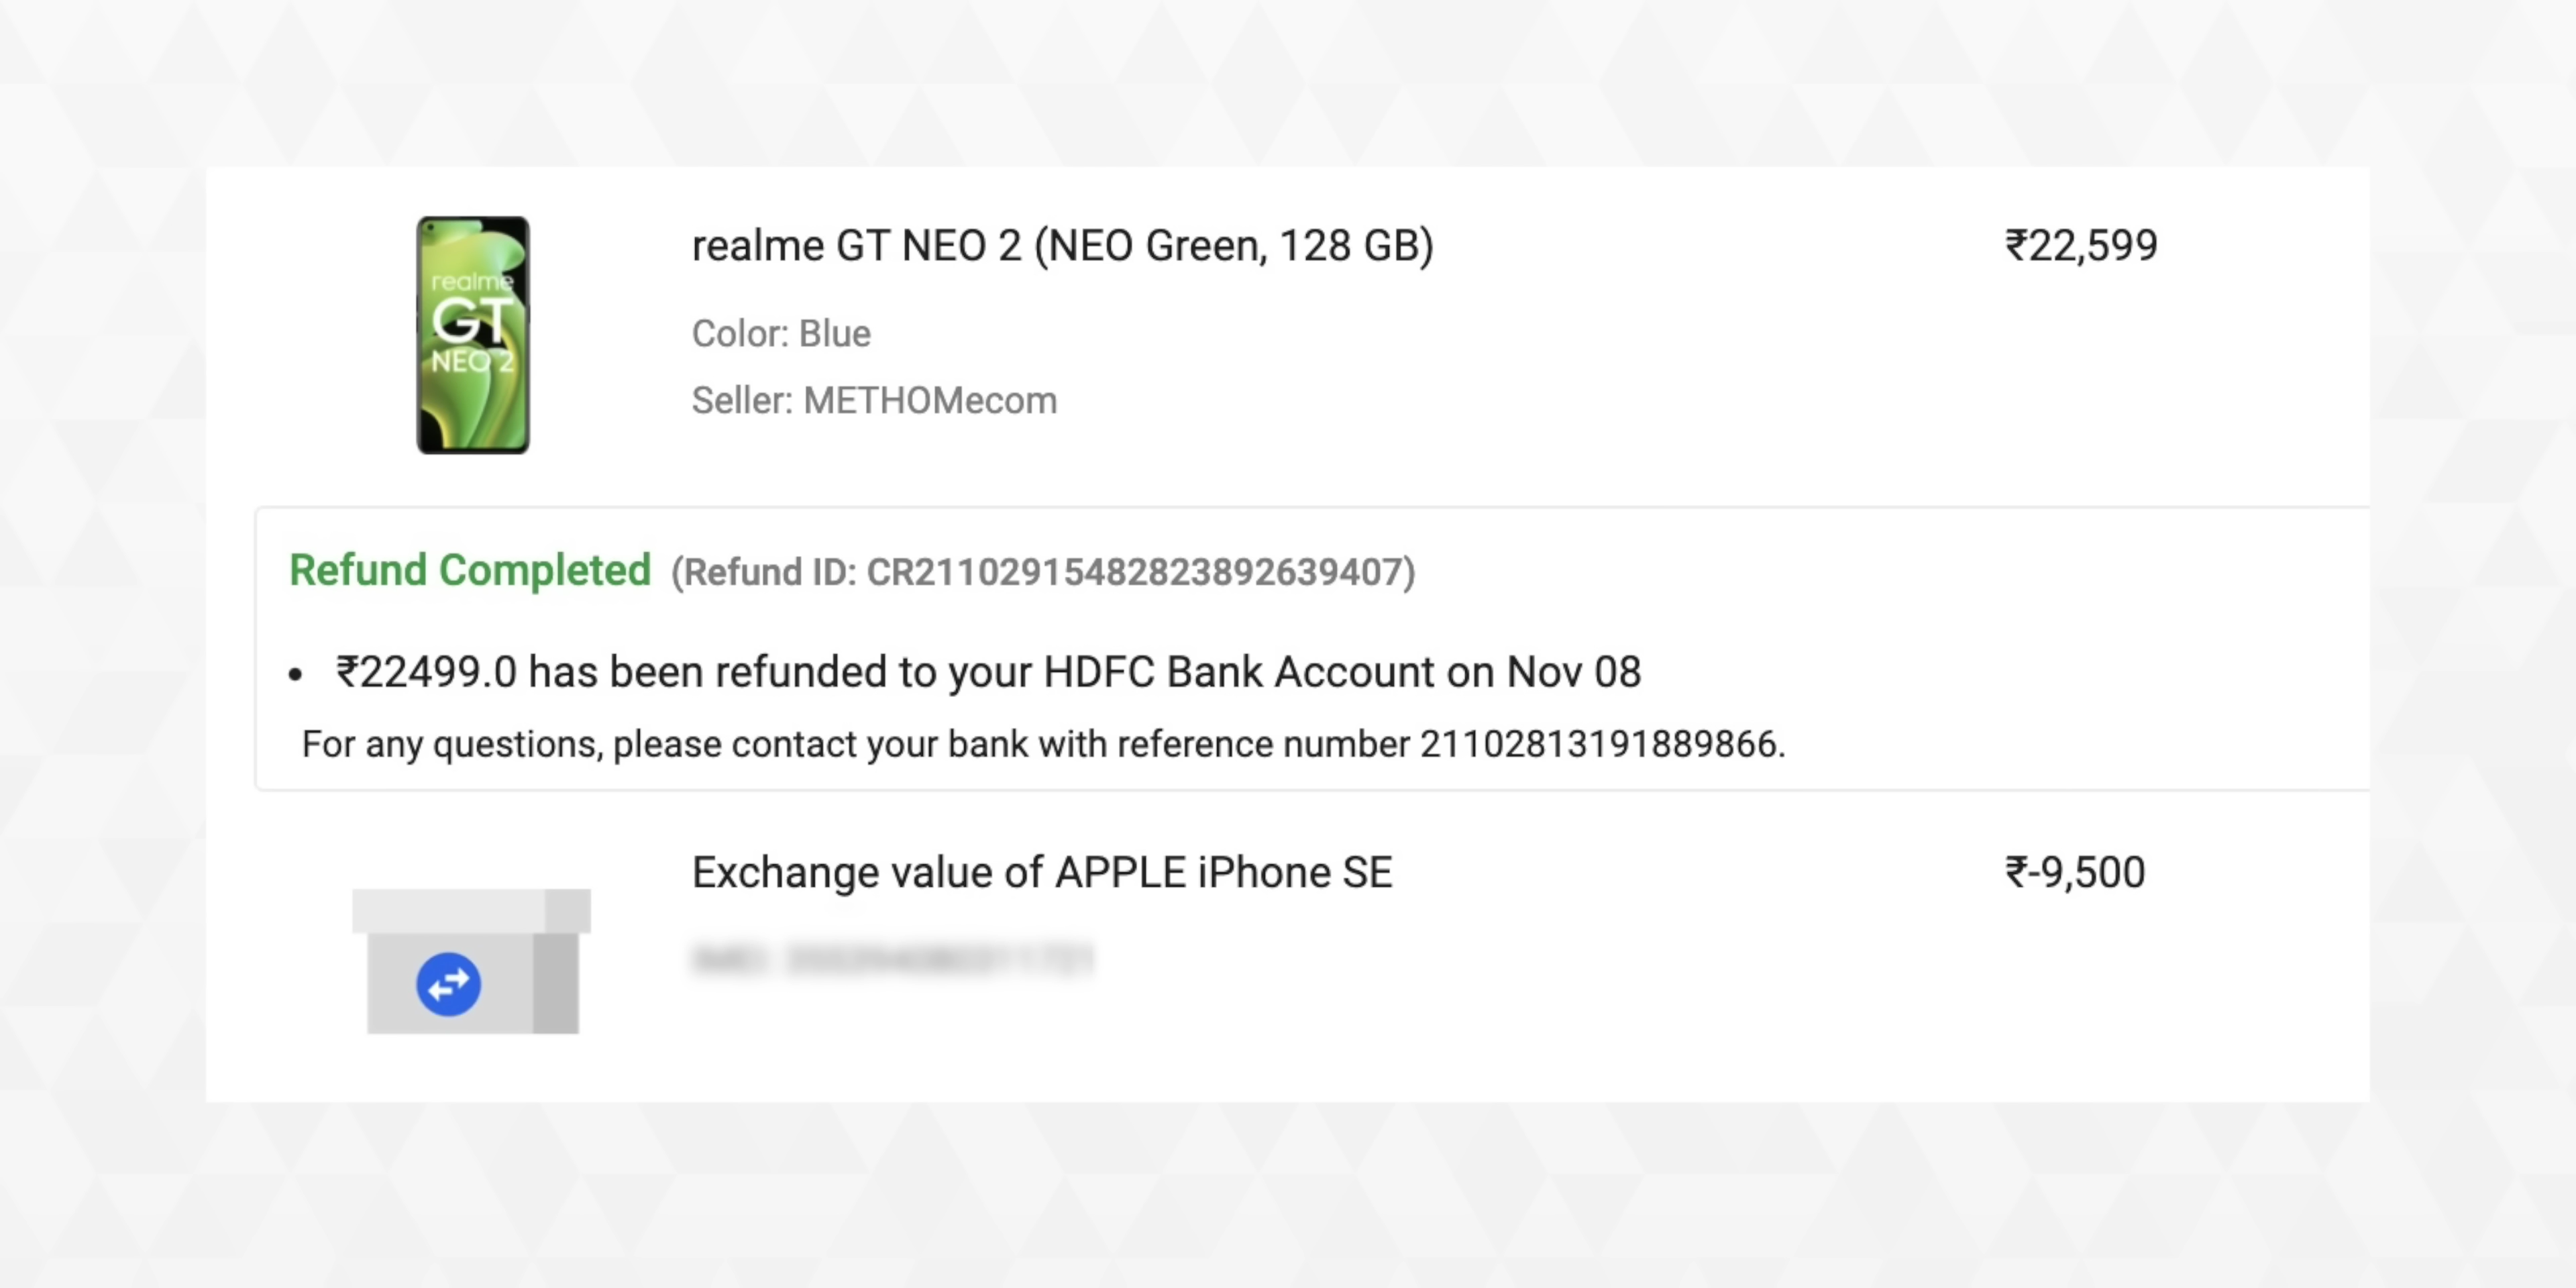 realme GT NEO 2 (NEO Green, 128 GB)
₹22,599
realme
GT
NEO 2
Color: Blue
Seller: METHOMecom
Refund Completed (Refund ID: CR21102915482823892639407)
• ₹22499.0 has been refunded to your HDFC Bank Account on Nov 08
For any questions, please contact your bank with reference number 21102813191889866.
Exchange value of APPLE iPhone SE
₹-9,500